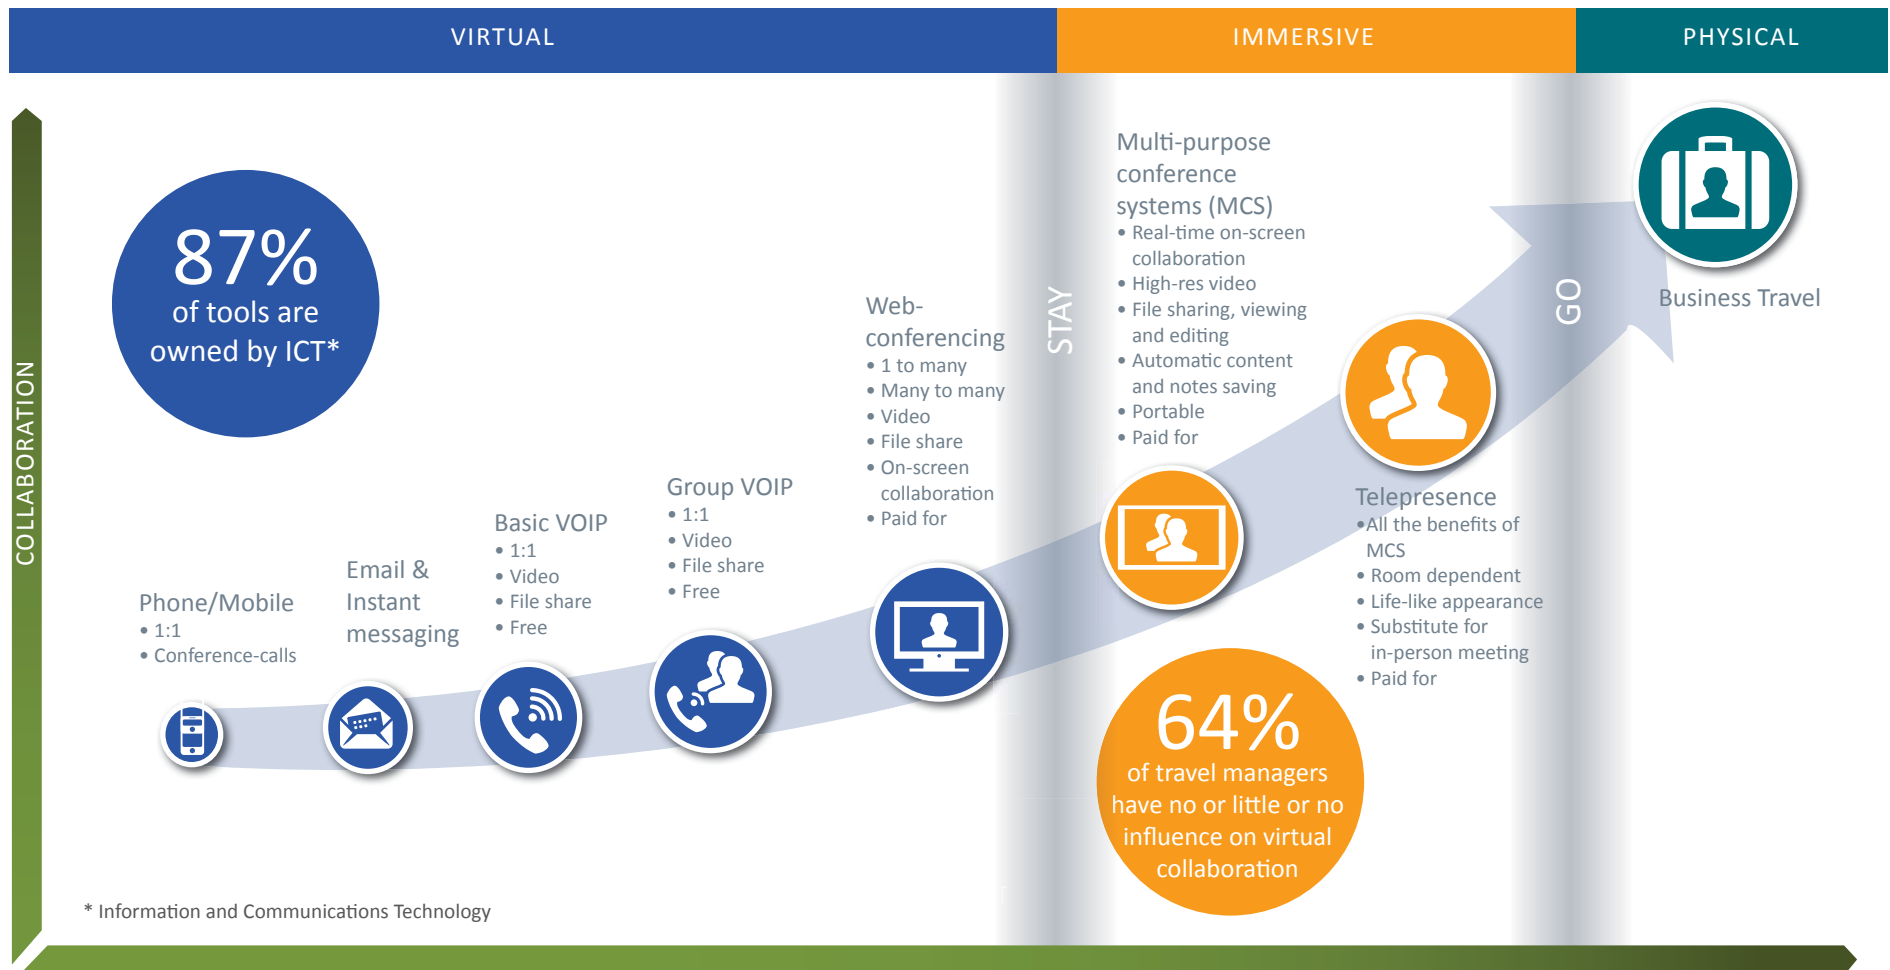 VIRTUAL
IMMERSIVE
PHYSICAL
COLLABORATION
87%
of tools are
owned by ICT*
Phone/Mobile
• 1:1
• Conference-calls
Email &
Instant
messaging
Basic VOIP
• 1:1
• Video
• File share
• Free
Group VOIP
• 1:1
• Video
• File share
• Free
Web-
conferencing
• 1 to many
• Many to many
• Video
• File share
• On-screen
collaboration
• Paid for
STAY
Multi-purpose
conference
systems (MCS)
• Real-time on-screen
collaboration
• High-res video
• File sharing, viewing
and editing
• Automatic content
and notes saving
• Portable
• Paid for
Telepresence
•All the benefits of
MCS
• Room dependent
• Life-like appearance
• Substitute for
in-person meeting
• Paid for
GO
Business Travel
64%
of travel managers
have no or little or no
influence on virtual
collaboration
* Information and Communications Technology